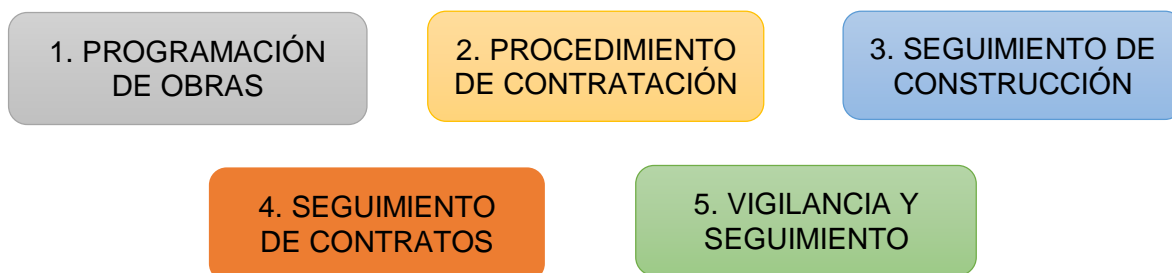 1. PROGRAMACIÓN
DE OBRAS
2. PROCEDIMIENTO
DE CONTRATACIÓN
3. SEGUIMIENTO DE
CONSTRUCCIÓN
4. SEGUIMIENTO
DE CONTRATOS
5. VIGILANCIA Y
SEGUIMIENTO